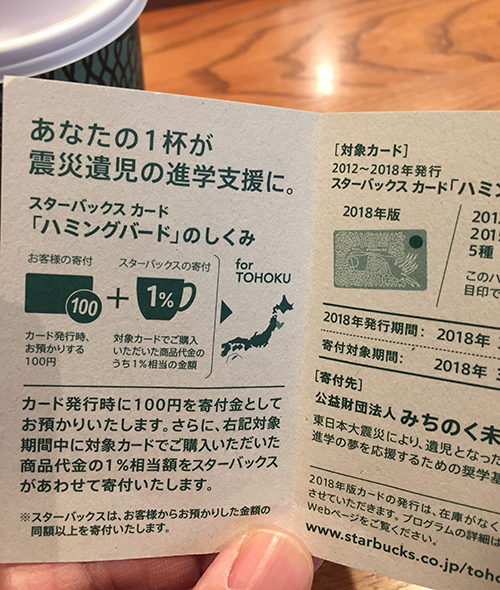 あなたの1杯が
震災遺児の進学支援に。
スターバックス カード
「ハミングバード」のしくみ
お客様の寄付
100
カード発行時、
お預かりする
100円
+
スターバックスの寄付
1%
対象カードでご購入
いただいた商品代金の
うち1%相当の金額
for
TOHOKU
カード発行時に100円を寄付金として
お預かりいたします。さらに、右記対象
期間中に対象カードでご購入いただいた
商品代金の1%相当額をスターバックス
があわせて寄付いたします。
※スターバックスは、お客様からお預かりした金額の
同額以上を寄付いたします。
[対象カード]
2012〜2018年発行
スターバックス カード「ハミン
2018年版
201
201
5種
このハ
目印で
2018年発行期間: 2018年
寄付対象期間: 2018年 3
[寄付先]
公益財団法人 みちのく未
東日本大震災により、遺児となった
進学の夢を応援するための奨学基
2018年版カードの発行は、在庫がなく
させていただきます。プログラムの詳細は
Webページをご覧ください。
www.starbucks.co.jp/toho